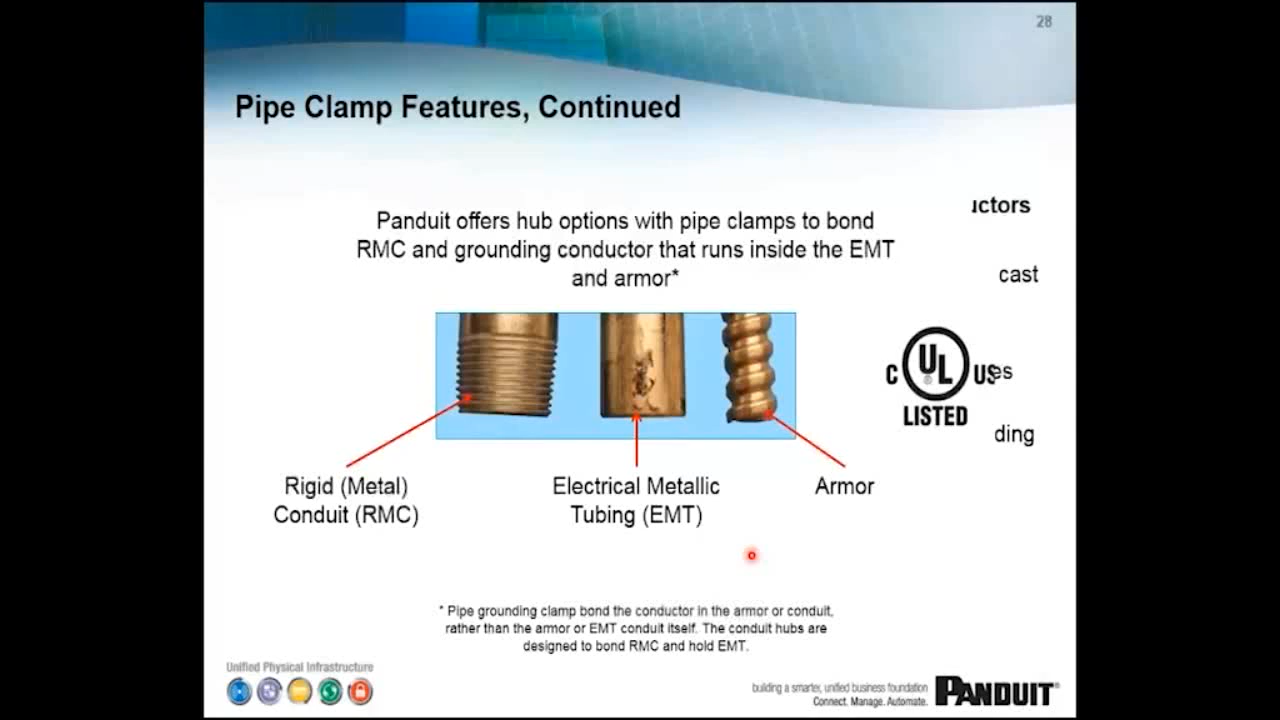 28
Pipe Clamp Features, Continued
Panduit offers hub options with pipe clamps to bond
RMC and grounding conductor that runs inside the EMT
and armor*
cast
C UL US
®
LISTED
Rigid (Metal)
Conduit (RMC)
Electrical Metallic
Tubing (EMT)
Armor
* Pipe grounding clamp bond the conductor in the armor or conduit,
rather than the armor or EMT conduit itself. The conduit hubs are
designed to bond RMC and hold EMT.
Unified Physical Infrastructure
building a smarter, unified business foundation
Connect. Manage. Automate.
PANDUIT®